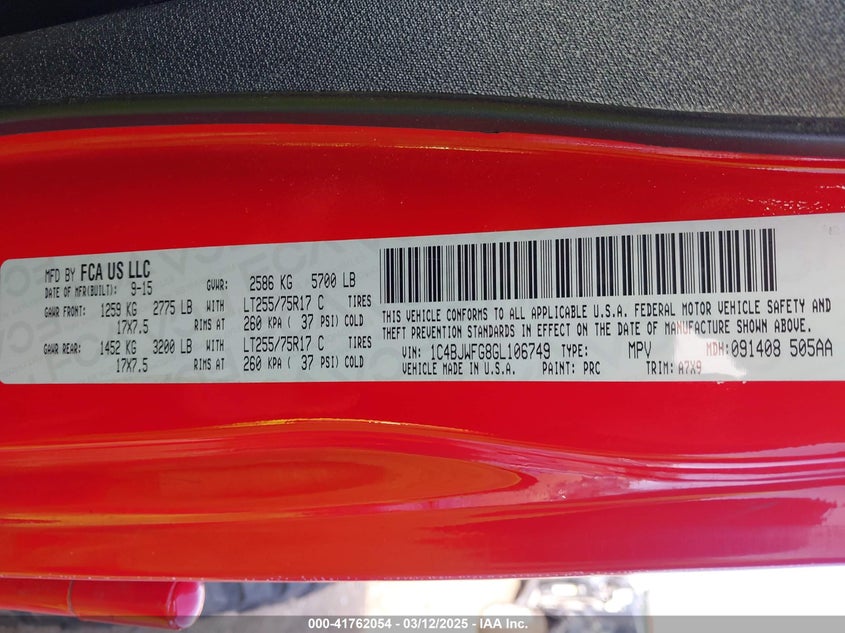 MFD BY FCA US LLC
DATE OF MFR(BUILT): 9-15 GVWR: 2586 KG 5700 LB
GAWR FRONT: 1259 KG 2775 LB WITH LT255/75R17 C TIRES
17X7.5 RIMS AT 260 KPA ( 37 PSI) COLD
GAWR REAR: 1452 KG 3200 LB WITH LT255/75R17 C TIRES
17X7.5 RIMS AT 260 KPA ( 37 PSI) COLD
THIS VEHICLE CONFORMS TO ALL APPLICABLE U.S.A. FEDERAL MOTOR VEHICLE SAFETY AND
THEFT PREVENTION STANDARDS IN EFFECT ON THE DATE OF MANUFACTURE SHOWN ABOVE.
VIN: 1C4BJWFG8GL106749 TYPE: MPV MDH:091408 505AA
VEHICLE MADE IN U.S.A. PAINT: PRC TRIM: A7X9
000-41762054 - 03/12/2025 - IAA Inc.